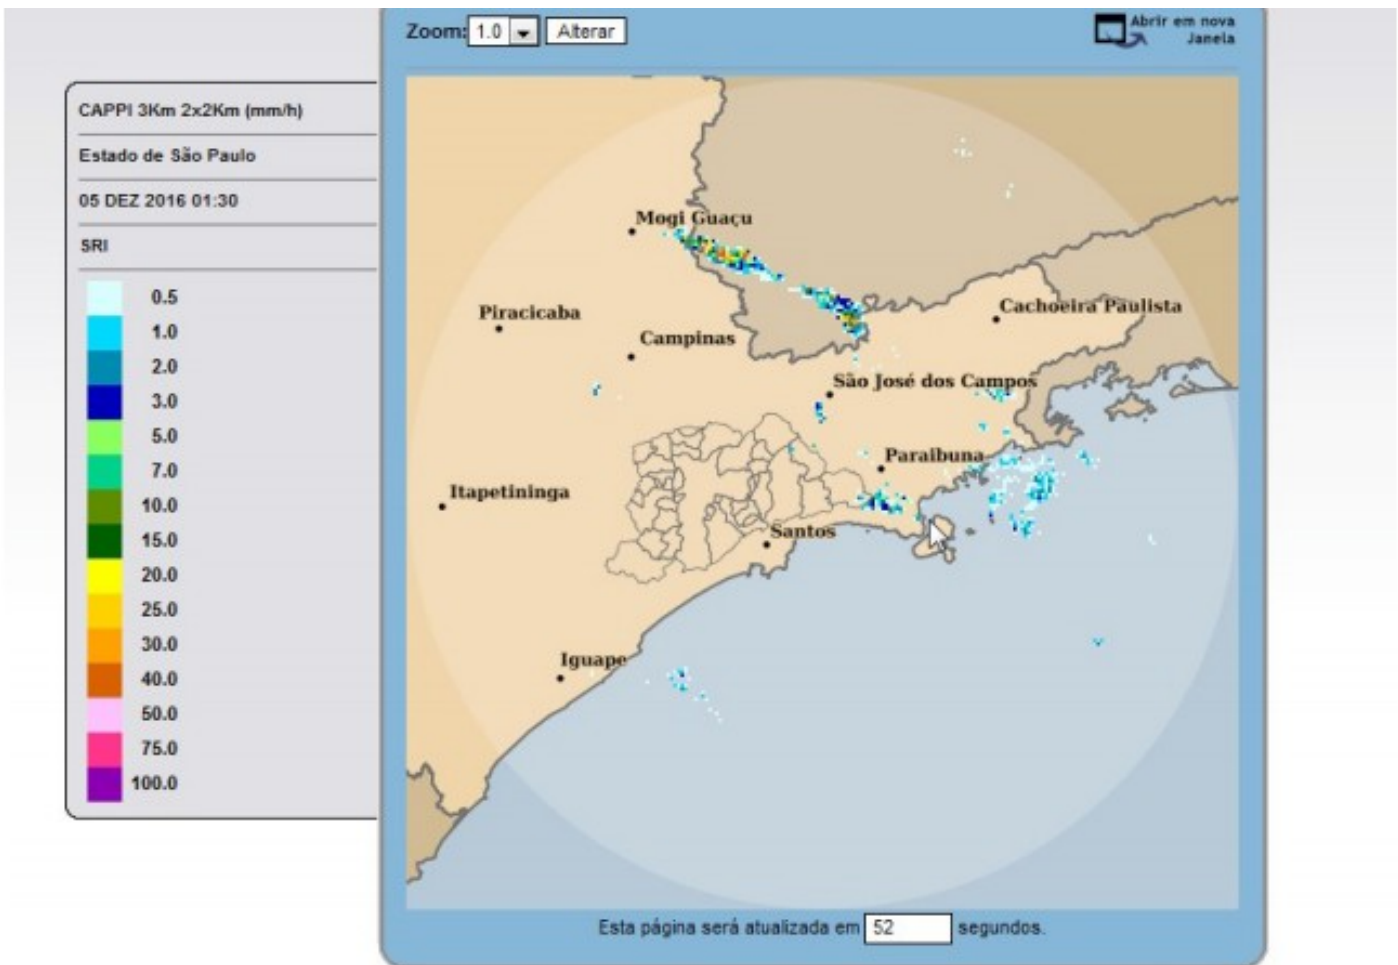 Zoom: 1.0 Alterar
Abrir em nova
Janela
CAPPI 3Km 2x2Km (mm/h)
Estado de São Paulo
05 DEZ 2016 01:30
SRI
0.5
1.0
2.0
3.0
5.0
7.0
10.0
15.0
20.0
25.0
30.0
40.0
50.0
75.0
100.0
Mogi Guaçu
Piracicaba
Cachoeira Paulista
Campinas
São José dos Campos
Paraibuna
Itapetininga
Santos
Iguape
Esta página será atualizada em 52 segundos.